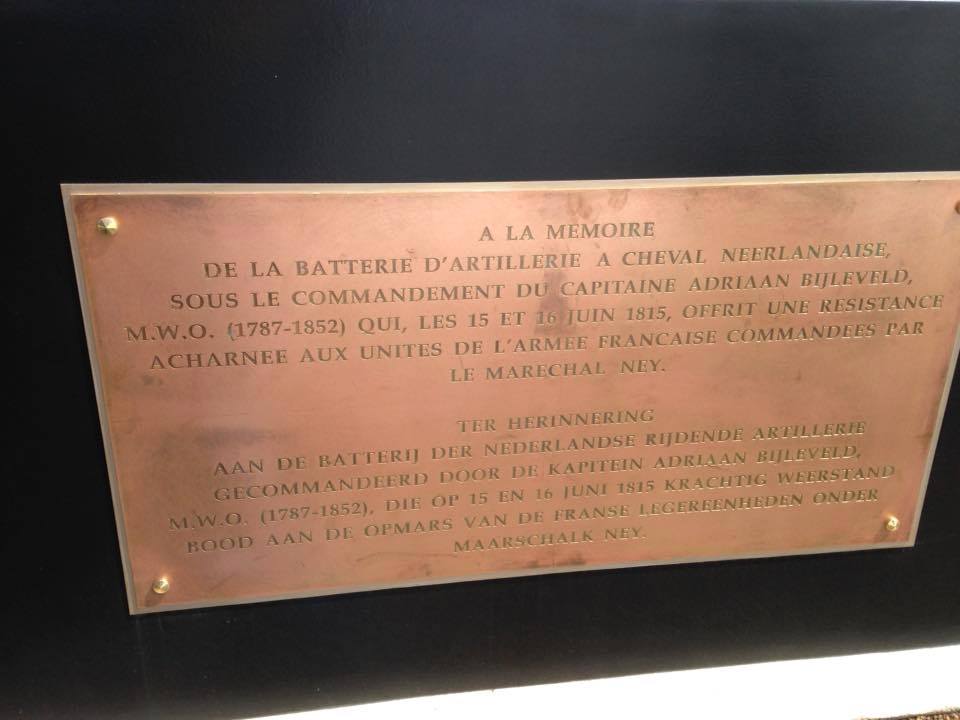 A LA MEMOIRE
DE LA BATTERIE D'ARTILLERIE A CHEVAL NEERLANDAISE,
SOUS LE COMMANDEMENT DU CAPITAINE ADRIAAN BIJLEVELD,
M.W.O. (1787-1852) QUI, LES 15 ET 16 JUIN 1815, OFFRIT UNE RESISTANCE
ACHARNEE AUX UNITES DE L'ARMEE FRANCAISE COMMANDEES PAR
LE MARECHAL NEY.
TER HERINNERING
AAN DE BATTERIJ DER NEDERLANDSE RIJDENDE ARTILLERIE
GECOMMANDEERD DOOR DE KAPITEIN ADRIAAN BIJLEVELD,
M.W.O. (1787-1852), DIE OP 15 EN 16 JUNI 1815 KRACHTIG WEERSTAND
BOOD AAN DE OPMARS VAN DE FRANSE LEGEREENHEDEN ONDER
MAARSCHALK NEY.